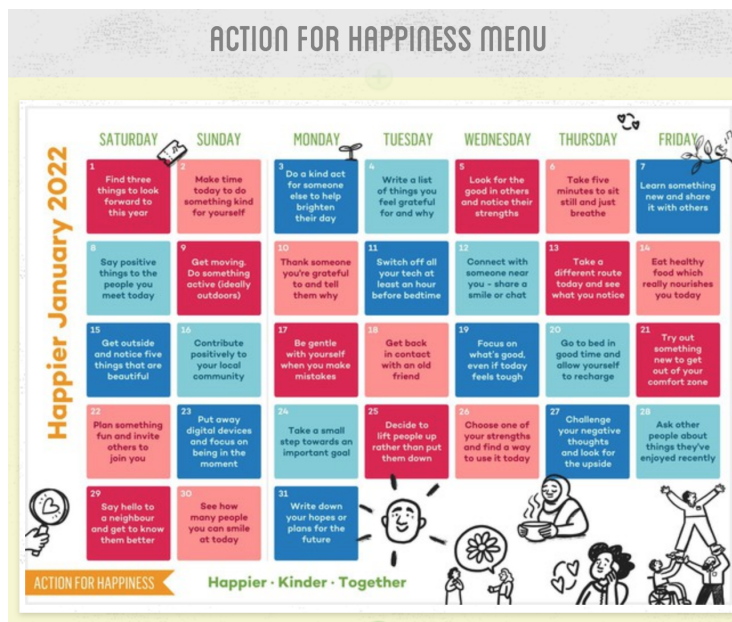 ACTION FOR HAPPINESS MENU
Happier January 2022
SATURDAY
SUNDAY
MONDAY
TUESDAY
WEDNESDAY
THURSDAY
FRIDAY
1
Find three
things to look
forward to
this year
2
Make time
today to do
something kind
for yourself
3
Do a kind act
for someone
else to help
brighten
their day
4
Write a list
of things you
feel grateful
for and why
5
Look for the
good in others
and notice their
strengths
6
Take five
minutes to sit
still and just
breathe
7
Learn something
new and share
it with others
8
Say positive
things to the
people you
meet today
9
Get moving.
Do something
active (ideally
outdoors)
10
Thank someone
you're grateful
to and tell
them why
11
Switch off all
your tech at
least an hour
before bedtime
12
Connect with
someone near
you - share a
smile or chat
13
Take a
different route
today and see
what you notice
14
Eat healthy
food which
really nourishes
you today
15
Get outside
and notice five
things that are
beautiful
16
Contribute
positively to
your local
community
17
Be gentle
with yourself
when you make
mistakes
18
Get back
in contact
with an old
friend
19
Focus on
what's good,
even if today
feels tough
20
Go to bed in
good time and
allow yourself
to recharge
21
Try out
something
new to get
out of your
comfort zone
22
Plan something
fun and invite
others to
join you
23
Put away
digital devices
and focus on
being in the
moment
24
Take a small
step towards an
important goal
25
Decide to
lift people up
rather than put
them down
26
Choose one of
your strengths
and find a way
to use it today
27
Challenge
your negative
thoughts
and look for
the upside
28
Ask other
people about
things they've
enjoyed recently
29
Say hello to
a neighbour
and get to know
them better
30
See how
many people
you can smile
at today
31
Write down
your hopes or
plans for the
future
ACTION FOR HAPPINESS
Happier · Kinder · Together